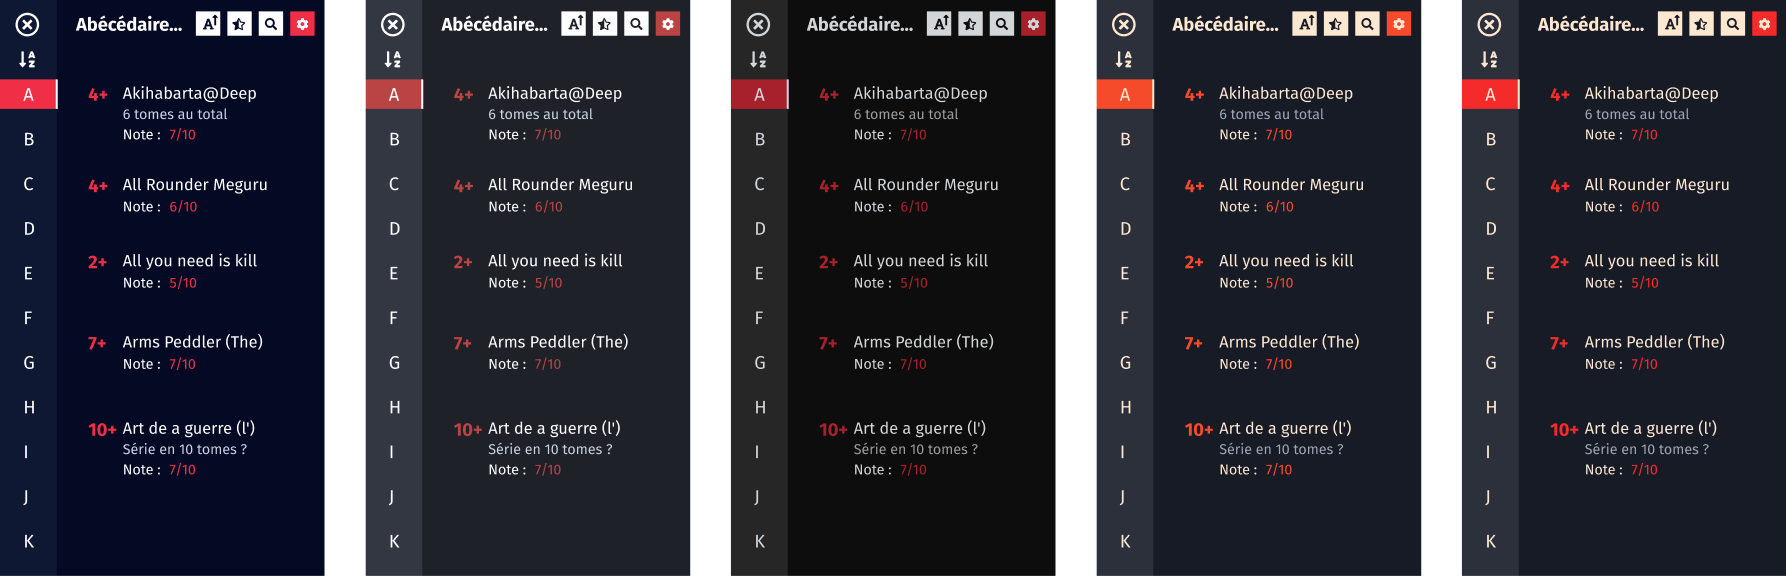 Abécédaire...
A
Z
A
4+ Akihabarta@Deep
6 tomes au total
Note : 7/10
B
C
4+ All Rounder Meguru
Note : 6/10
D
2+ All you need is kill
E
Note : 5/10
F
7+ Arms Peddler (The)
G
Note : 7/10
H
10+ Art de a guerre (l')
Série en 10 tomes ?
I
Note : 7/10
J
K
Abécédaire...
A
Z
A
4+ Akihabarta@Deep
6 tomes au total
Note : 7/10
B
C
4+ All Rounder Meguru
Note : 6/10
D
2+ All you need is kill
E
Note : 5/10
F
7+ Arms Peddler (The)
G
Note : 7/10
H
10+ Art de a guerre (l')
Série en 10 tomes ?
I
Note : 7/10
J
K
Abécédaire...
A
Z
A
4+ Akihabarta@Deep
6 tomes au total
Note : 7/10
B
C
4+ All Rounder Meguru
Note : 6/10
D
2+ All you need is kill
E
Note : 5/10
F
7+ Arms Peddler (The)
G
Note : 7/10
H
10+ Art de a guerre (l')
Série en 10 tomes ?
I
Note : 7/10
J
K
Abécédaire...
A
Z
A
4+ Akihabarta@Deep
6 tomes au total
Note : 7/10
B
C
4+ All Rounder Meguru
Note : 6/10
D
2+ All you need is kill
E
Note : 5/10
F
7+ Arms Peddler (The)
G
Note : 7/10
H
10+ Art de a guerre (l')
Série en 10 tomes ?
I
Note : 7/10
J
K
Abécédaire...
A
Z
A
4+ Akihabarta@Deep
6 tomes au total
Note : 7/10
B
C
4+ All Rounder Meguru
Note : 6/10
D
2+ All you need is kill
E
Note : 5/10
F
7+ Arms Peddler (The)
G
Note : 7/10
H
10+ Art de a guerre (l')
Série en 10 tomes ?
I
Note : 7/10
J
K